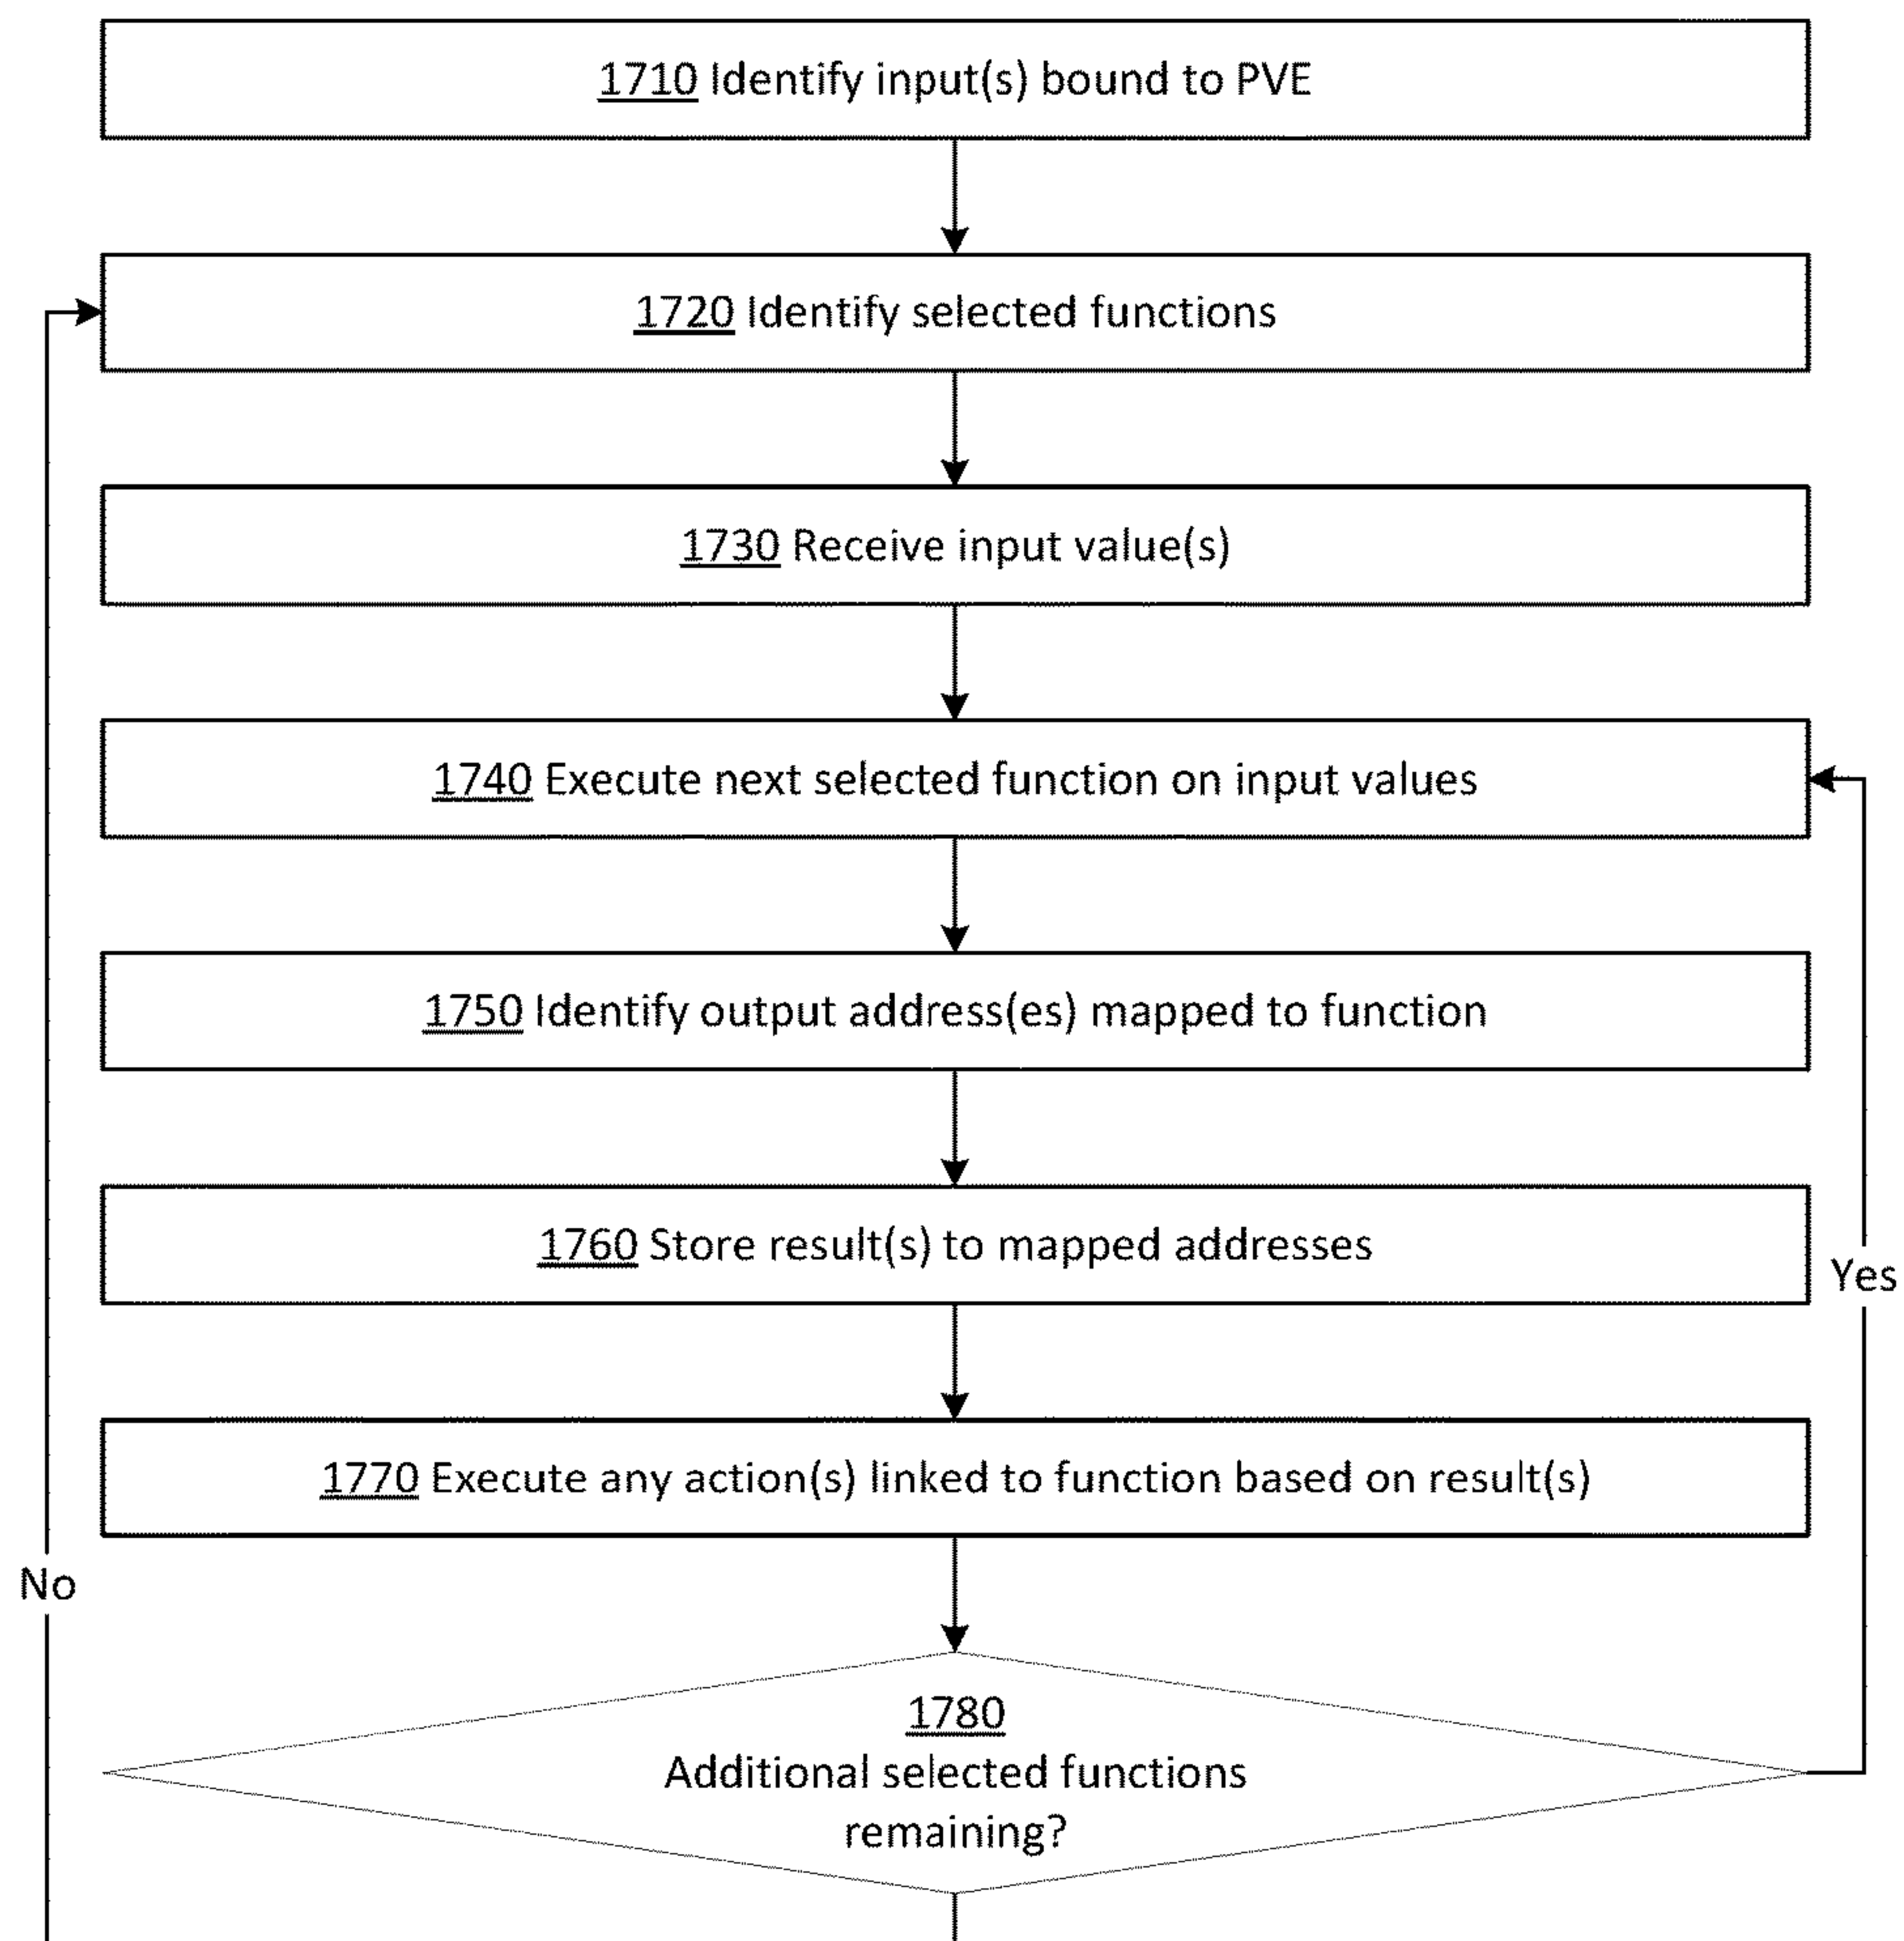 1710 Identify input(s) bound to PVE
1720 Identify selected functions
1730 Receive input value(s)
1740 Execute next selected function on input values
1750 Identify output address(es) mapped to function
1760 Store result(s) to mapped addresses
Yes
1770 Execute any action(s) linked to function based on result(s)
No
1780
Additional selected functions
remaining?